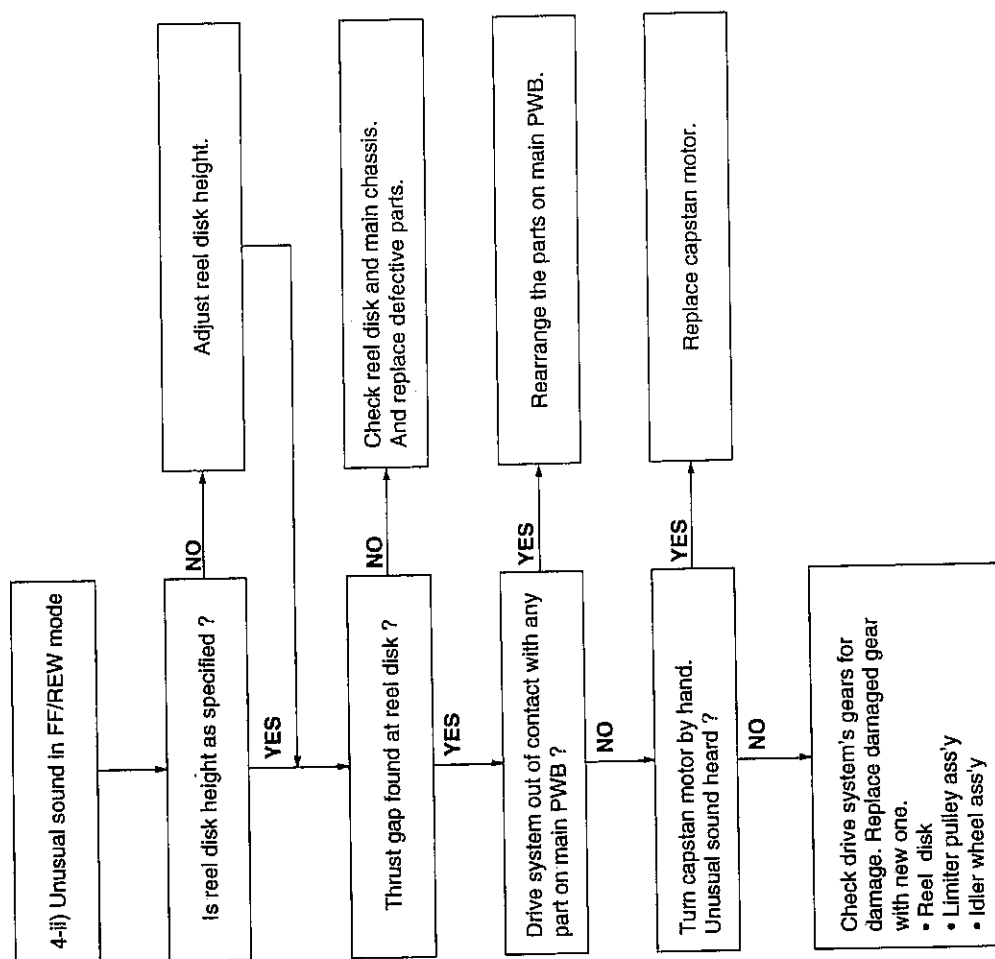 4-ii) Unusual sound in FF/REW mode
Is reel disk height as specified ?
NO
Adjust reel disk height.
YES
Thrust gap found at reel disk ?
NO
Check reel disk and main chassis.
And replace defective parts.
YES
Drive system out of contact with any
part on main PWB ?
YES
Rearrange the parts on main PWB.
NO
Turn capstan motor by hand.
Unusual sound heard ?
YES
Replace capstan motor.
NO
Check drive system's gears for
damage. Replace damaged gear
with new one.
• Reel disk
• Limiter pulley ass'y
• Idler wheel ass'y